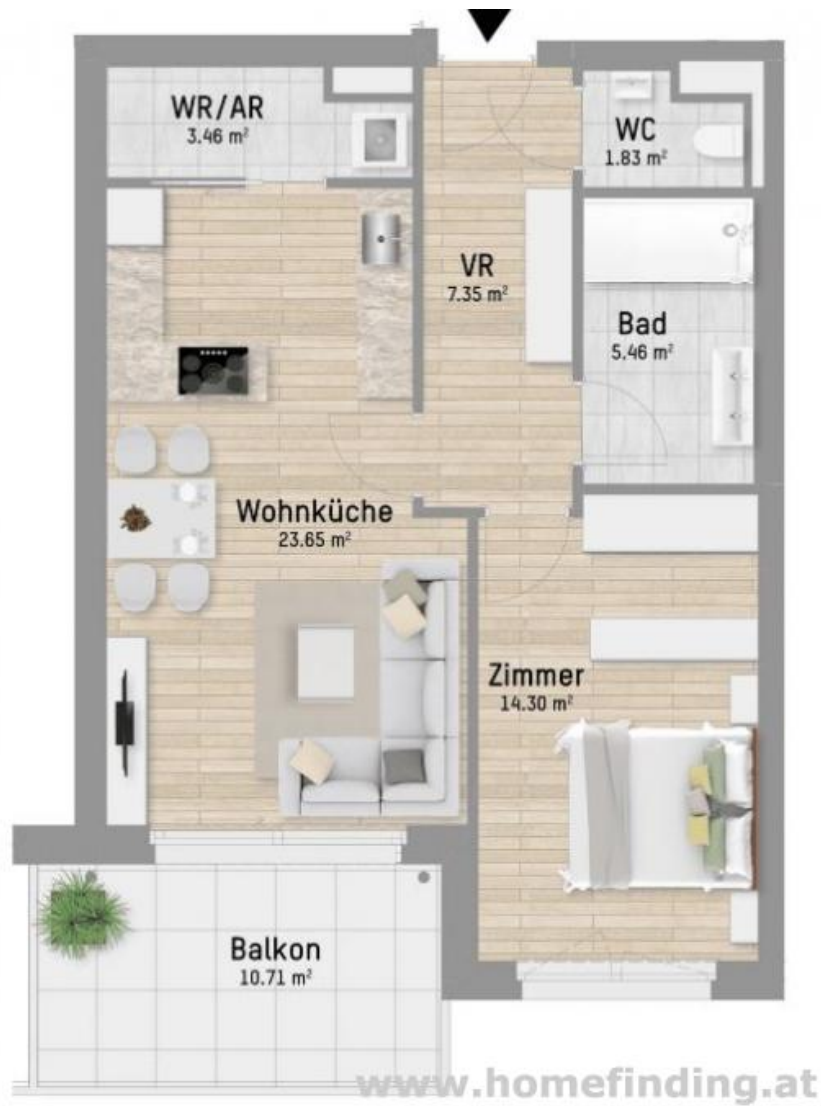 WR/AR
3.46 m²
WC
1.83 m²
VR
7.35 m²
Bad
5.46 m²
Wohnküche
23.65 m²
Zimmer
14.30 m²
Balkon
10.71 m²
www.homefinding.at